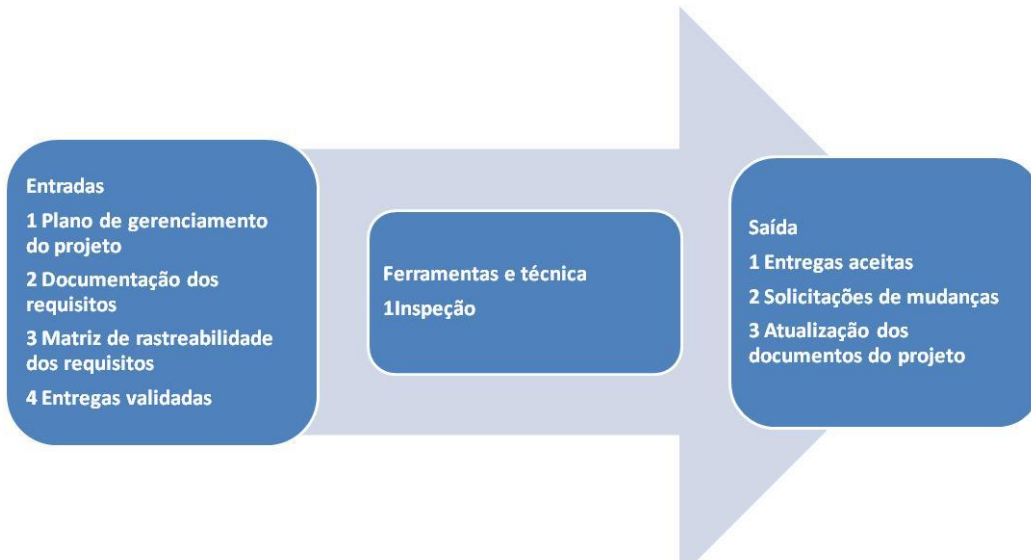 Entradas
1 Plano de gerenciamento
do projeto
2 Documentação dos
requisitos
3 Matriz de rastreabilidade
dos requisitos
4 Entregas validadas
Ferramentas e técnica
1Inspeção
Saída
1 Entregas aceitas
2 Solicitações de mudanças
3 Atualização dos
documentos do projeto